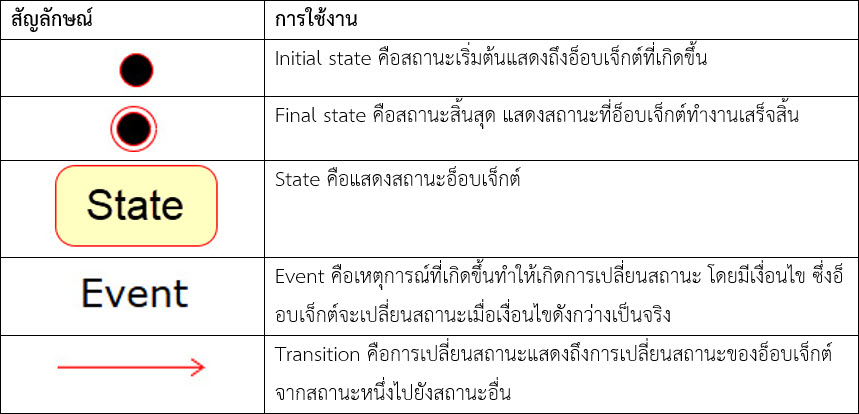 สัญลักษณ์
การใช้งาน
Initial state คือสถานะเริ่มต้นแสดงถึงอ็อบเจ็กต์ที่เกิดขึ้น
Final state คือสถานะสิ้นสุด แสดงสถานะที่อ็อบเจ็กต์ทำงานเสร็จสิ้น
State
State คือแสดงสถานะอ็อบเจ็กต์
Event
Event คือเหตุการณ์ที่เกิดขึ้นทำให้เกิดการเปลี่ยนสถานะ โดยมีเงื่อนไข ซึ่งอ็
อบเจ็กต์จะเปลี่ยนสถานะเมื่อเงื่อนไขดังกว่างเป็นจริง
Transition คือการเปลี่ยนสถานะแสดงถึงการเปลี่ยนสถานะของอ็อบเจ็กต์
จากสถานะหนึ่งไปยังสถานะอื่น